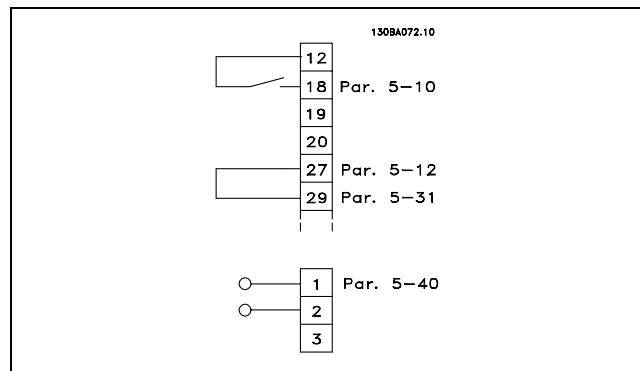 130BA072.10
12
18 Par. 5-10
19
20
27 Par. 5-12
29 Par. 5-31
1 Par. 5-40
2
3